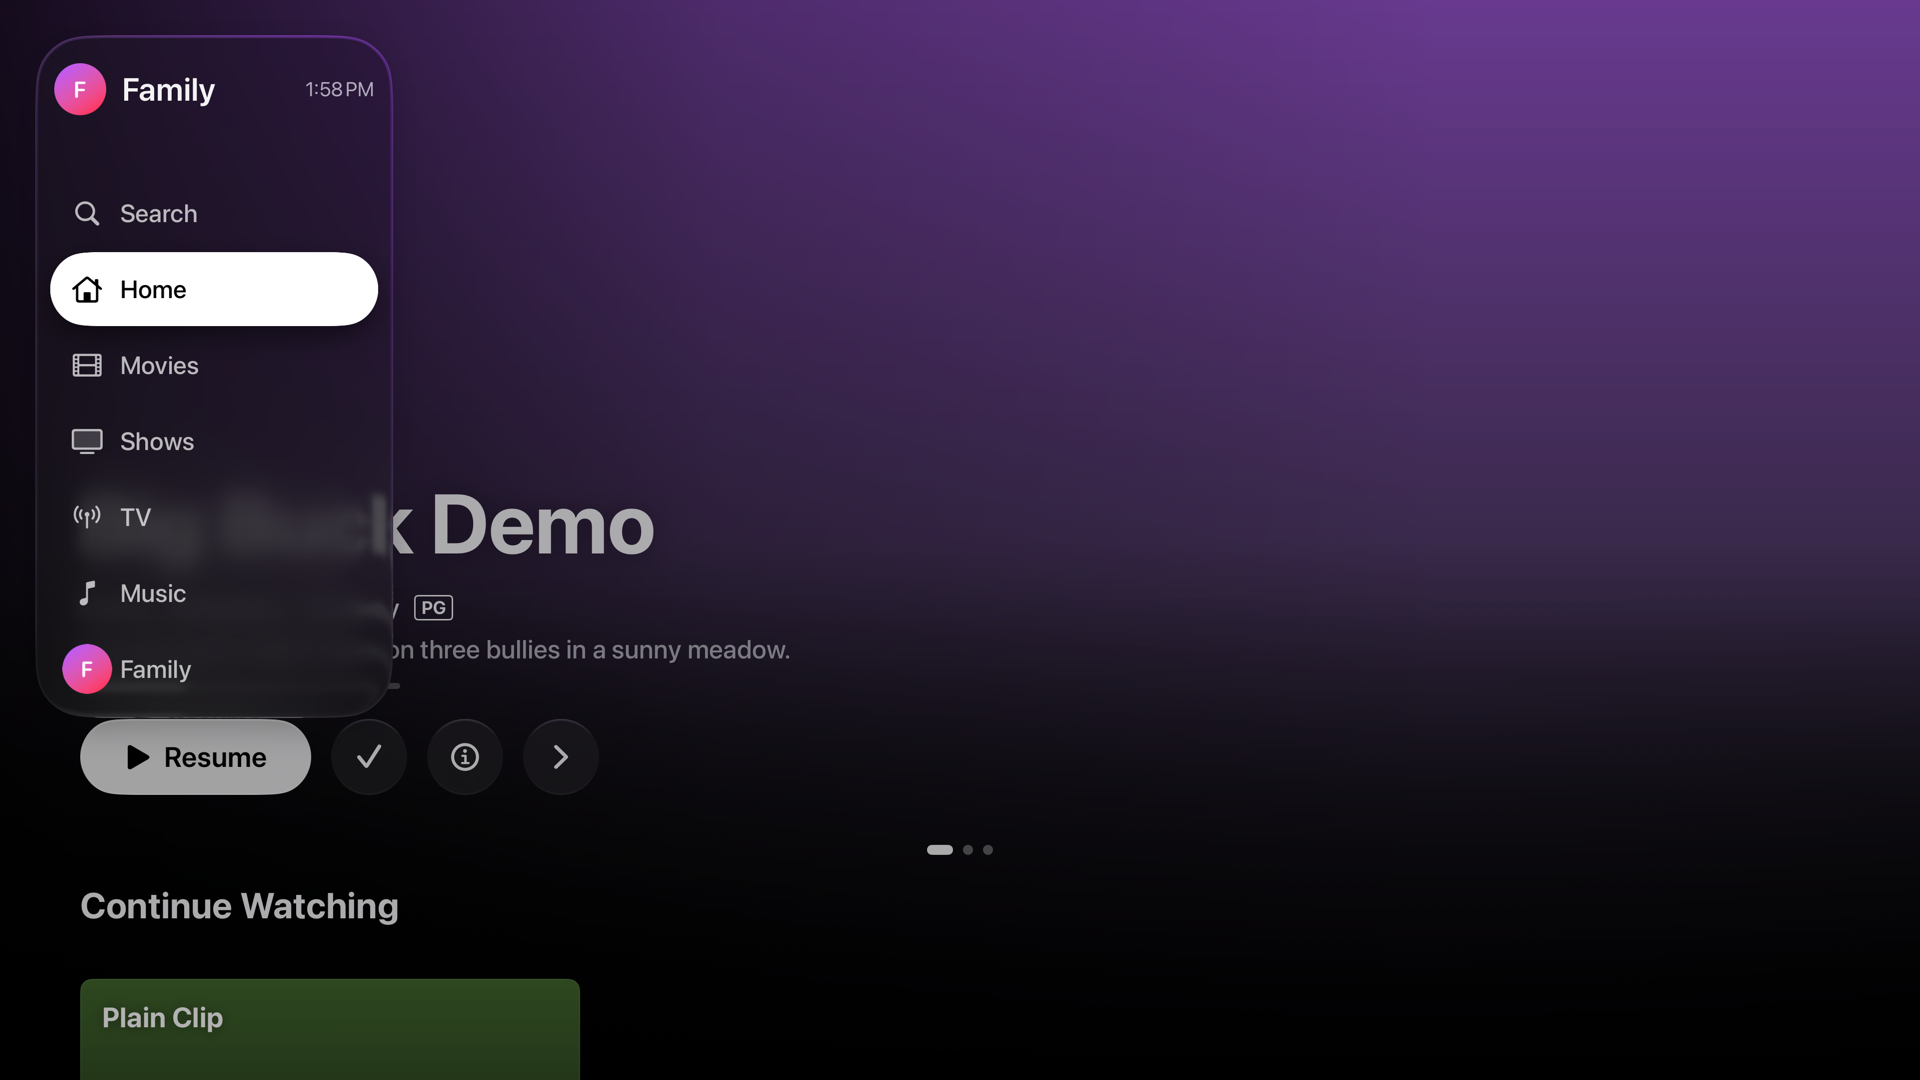 F Family 1:58 PM
Search
Home
Movies
Shows
TV
Music
F Family
Demo
PG
on three bullies in a sunny meadow.
Resume
Continue Watching
Plain Clip